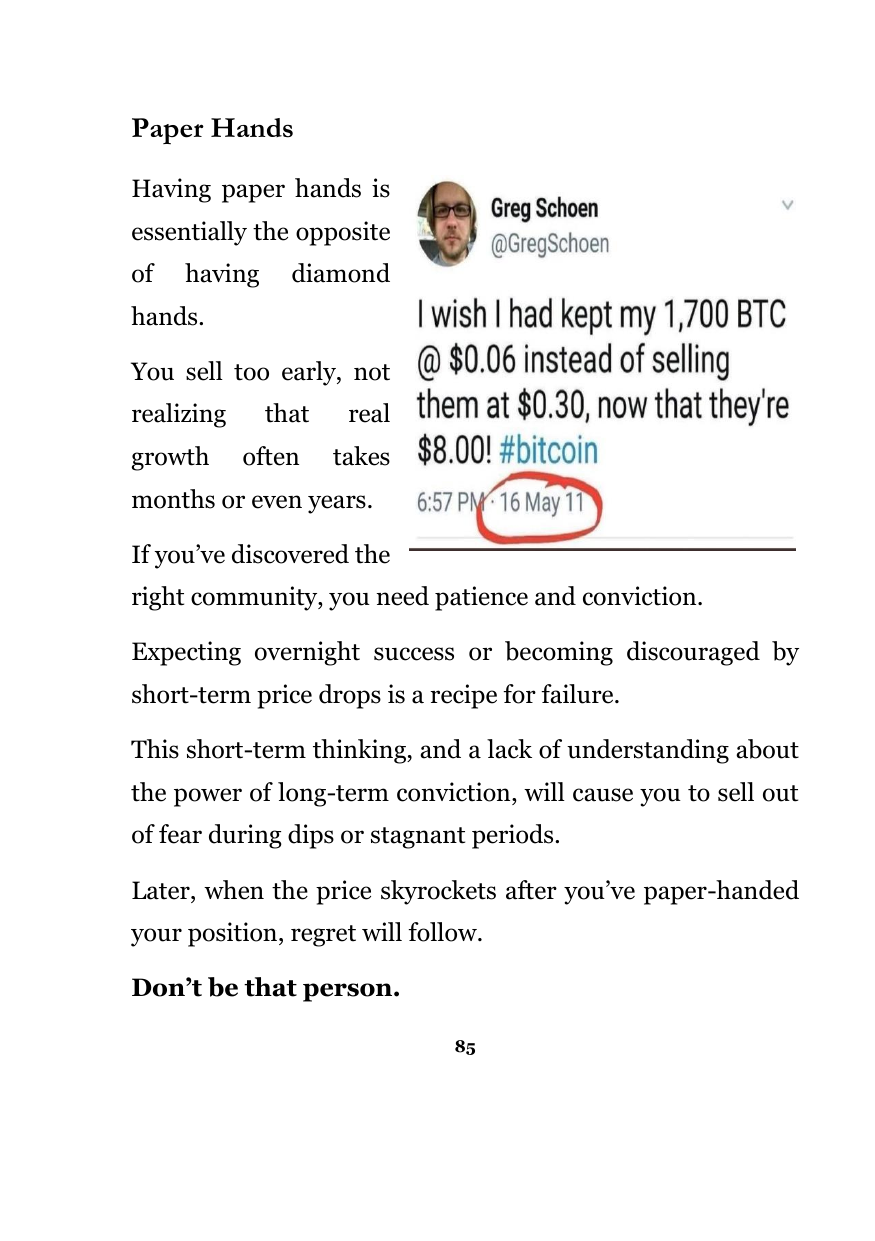 Paper Hands
Having paper hands is
essentially the opposite
of having diamond
hands.
You sell too early, not
realizing that real
growth often takes
months or even years.
If you’ve discovered the
right community, you need patience and conviction.
Greg Schoen
@GregSchoen
I wish I had kept my 1,700 BTC
@ $0.06 instead of selling
them at $0.30, now that they're
$8.00! #bitcoin
6:57 PM · 16 May 11
Expecting overnight success or becoming discouraged by
short-term price drops is a recipe for failure.
This short-term thinking, and a lack of understanding about
the power of long-term conviction, will cause you to sell out
of fear during dips or stagnant periods.
Later, when the price skyrockets after you’ve paper-handed
your position, regret will follow.
Don’t be that person.
85